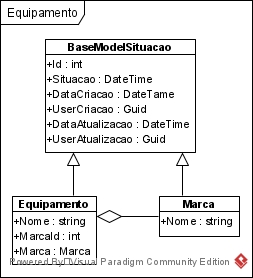 Equipamento
BaseModelSituacao
+Id : int
+Situacao : DateTime
+DataCriacao : DateTame
+UserCriacao : Guid
+DataAtualizacao : DateTime
+UserAtualizacao : Guid
Equipamento
+Nome : string
+MarcaId : int
+Marca : Marca
Marca
+Nome : string
Powered By Visual Paradigm Community Edition